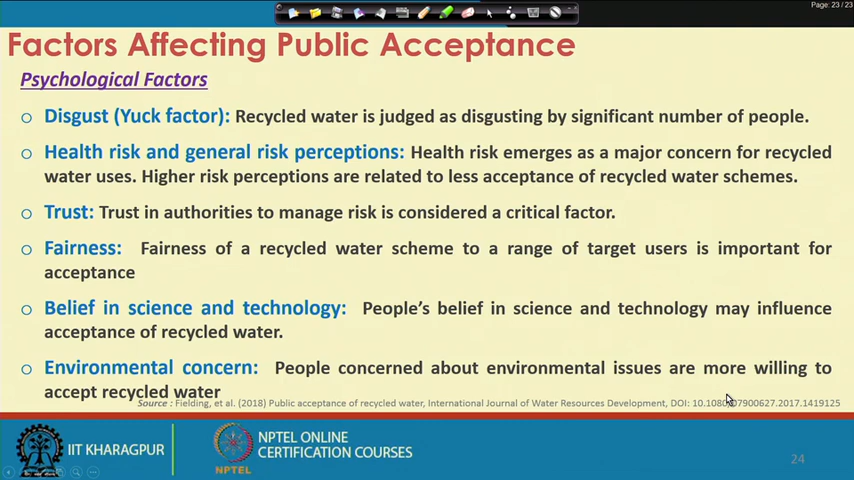 Page: 23 / 23
Factors Affecting Public Acceptance
Psychological Factors
o Disgust (Yuck factor): Recycled water is judged as disgusting by significant number of people.
o Health risk and general risk perceptions: Health risk emerges as a major concern for recycled
water uses. Higher risk perceptions are related to less acceptance of recycled water schemes.
o Trust: Trust in authorities to manage risk is considered a critical factor.
o Fairness: Fairness of a recycled water scheme to a range of target users is important for
acceptance
o Belief in science and technology: People's belief in science and technology may influence
acceptance of recycled water.
o Environmental concern: People concerned about environmental issues are more willing to
accept recycled water
Source : Fielding, et al. (2018) Public acceptance of recycled water, International Journal of Water Resources Development, DOI:
IIT KHARAGPUR
NPTEL
NPTEL ONLINE
CERTIFICATION COURSES
24